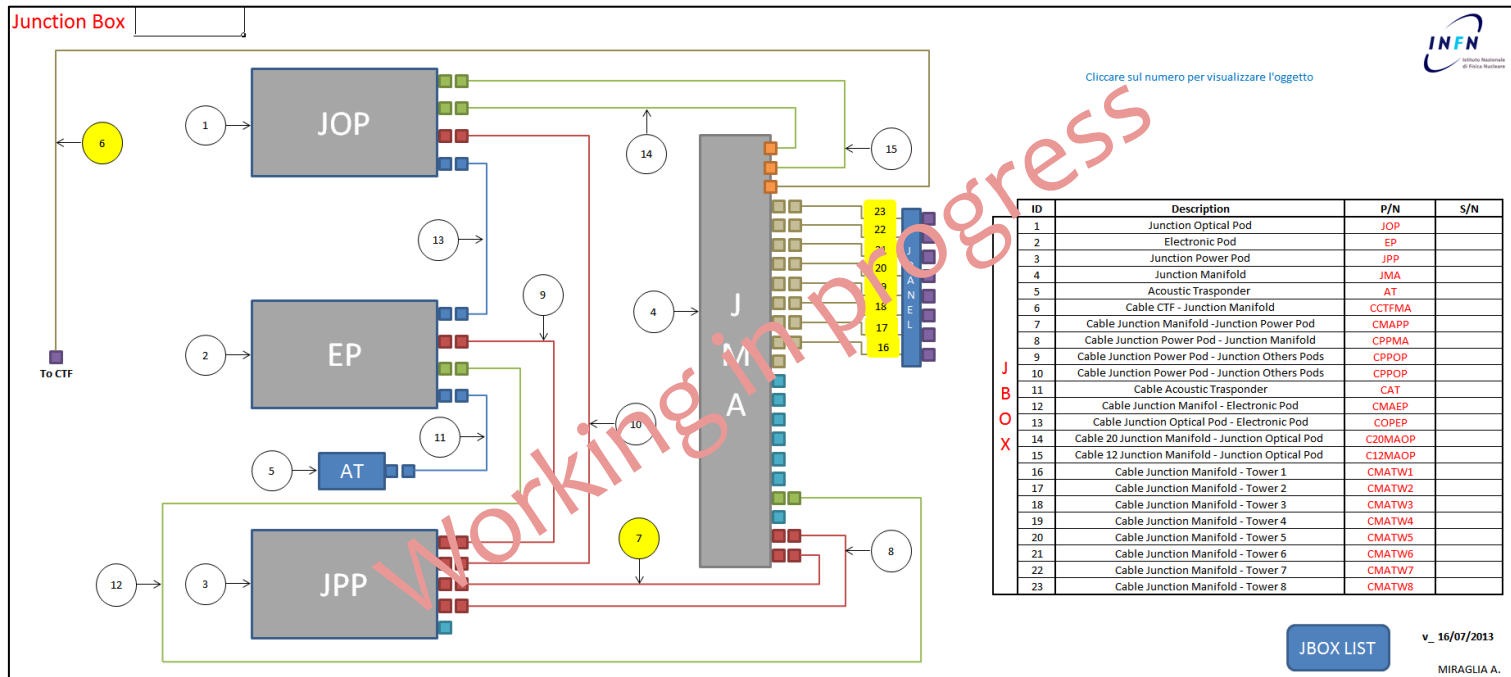 Junction Box
INFN
Istituto Nazionale
di Fisica Nucleare
Cliccare sul numero per visualizzare l'oggetto
1
JOP
6
14
15
13
9
2
EP
To CTF
11
5
AT
10
12
3
JPP
7
8
4
J
M
A
23
22
21
20
9
18
17
16
J
P
A
N
E
L
Working in progress
ID Description P/N S/N
J
B
O
X
1 Junction Optical Pod JOP
2 Electronic Pod EP
3 Junction Power Pod JPP
4 Junction Manifold JMA
5 Acoustic Trasponder AT
6 Cable CTF - Junction Manifold CCTFMA
7 Cable Junction Manifold -Junction Power Pod CMAPP
8 Cable Junction Power Pod - Junction Manifold CPPMA
9 Cable Junction Power Pod - Junction Others Pods CPPOP
10 Cable Junction Power Pod - Junction Others Pods CPPOP
11 Cable Acoustic Trasponder CAT
12 Cable Junction Manifol - Electronic Pod CMAEP
13 Cable Junction Optical Pod - Electronic Pod COPEP
14 Cable 20 Junction Manifold - Junction Optical Pod C20MAOP
15 Cable 12 Junction Manifold - Junction Optical Pod C12MAOP
16 Cable Junction Manifold - Tower 1 CMATW1
17 Cable Junction Manifold - Tower 2 CMATW2
18 Cable Junction Manifold - Tower 3 CMATW3
19 Cable Junction Manifold - Tower 4 CMATW4
20 Cable Junction Manifold - Tower 5 CMATW5
21 Cable Junction Manifold - Tower 6 CMATW6
22 Cable Junction Manifold - Tower 7 CMATW7
23 Cable Junction Manifold - Tower 8 CMATW8
JBOX LIST
v_ 16/07/2013
MIRAGLIA A.